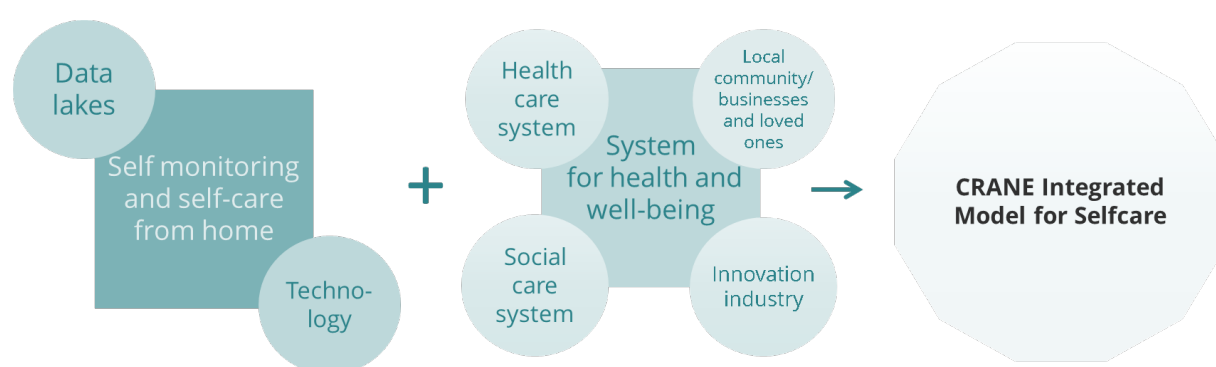 Data
lakes
Self monitoring
and self-care
from home
Techno-
logy
+
Health
care
system
Local
community/
businesses
and loved
ones
System
for health and
well-being
Social
care
system
Innovation
industry
CRANE Integrated
Model for Selfcare